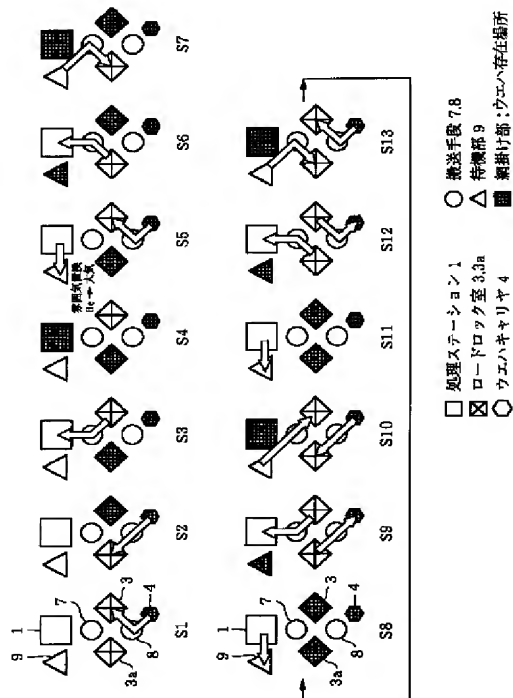 1
9
7
3
4
8
3a
S1
S2
S3
S4
雰囲気置換
He→大気
S5
S6
S7
1
9
7
3
4
8
3a
S8
S9
S10
S11
S12
S13
処理ステーション 1
ロードロック室 3,3a
ウエハキャリヤ 4
搬送手段 7,8
待機部 9
網掛け部:ウエハ存在場所